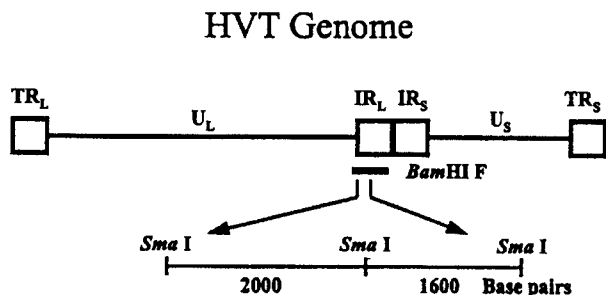 HVT Genome
TRL IRL IRS TRS
UL US
BamHI F
Sma I Sma I Sma I
2000 1600 Base pairs